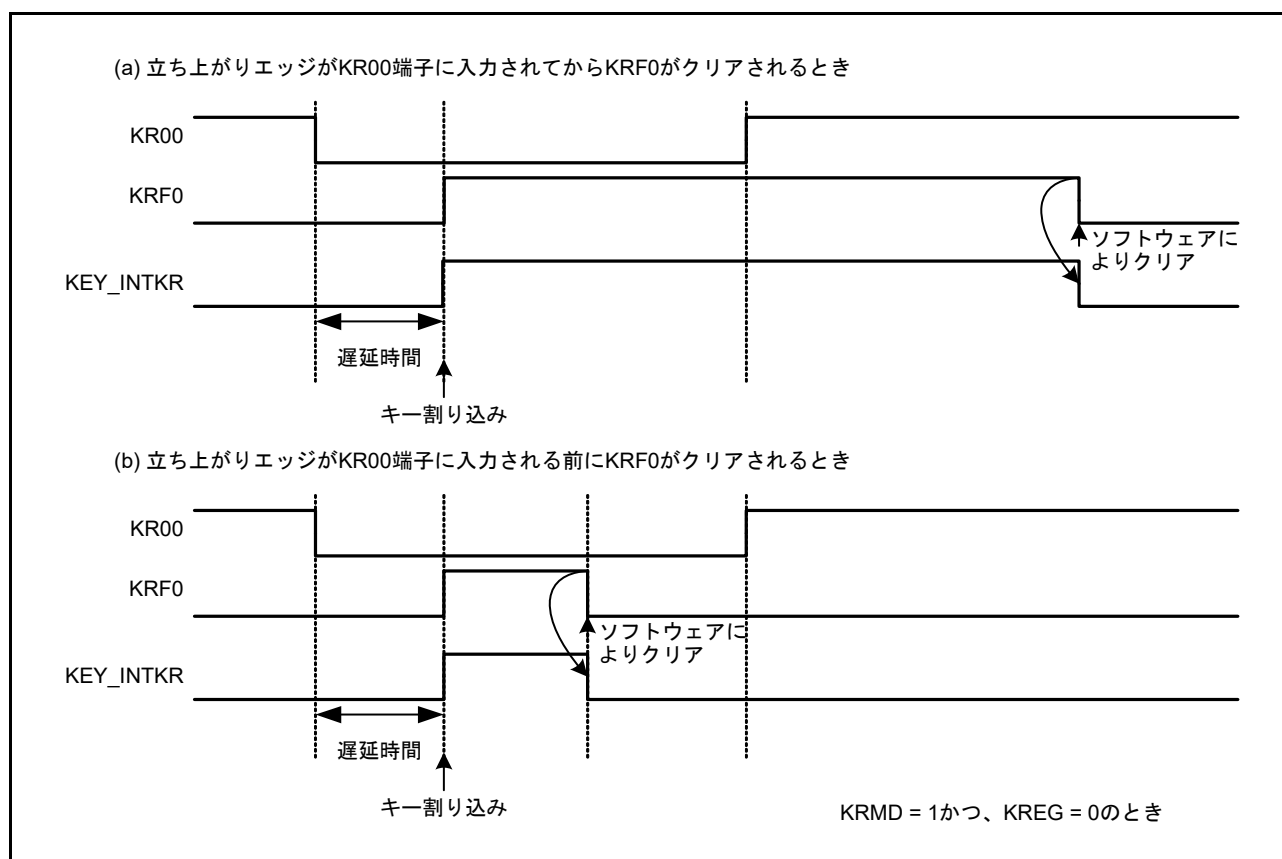 (a) 立ち上がりエッジがKR00端子に入力されてからKRF0がクリアされるとき
KR00
KRF0
ソフトウェアに
よりクリア
KEY_INTKR
遅延時間
キー割り込み
(b) 立ち上がりエッジがKR00端子に入力される前にKRF0がクリアされるとき
KR00
KRF0
ソフトウェアに
よりクリア
KEY_INTKR
遅延時間
キー割り込み
KRMD = 1かつ、KREG = 0のとき